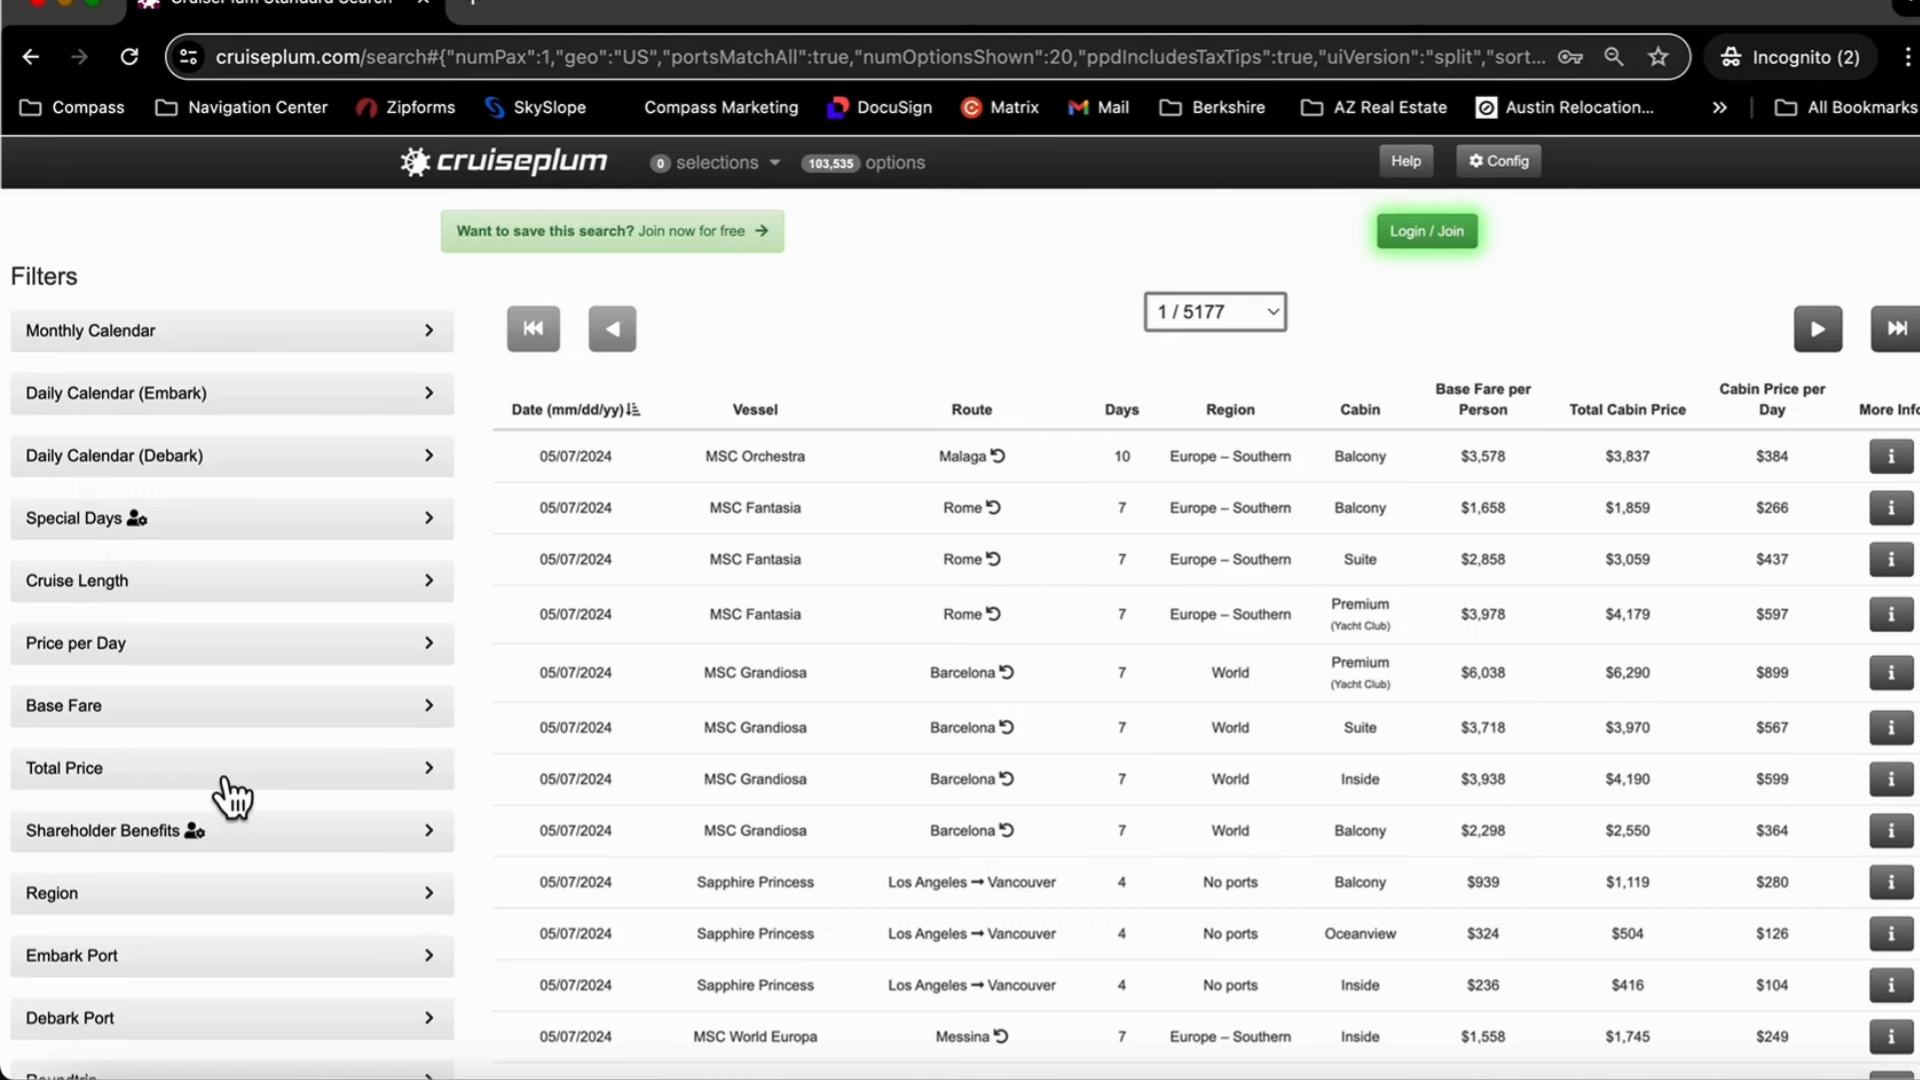 CruisePlum Standard Search
cruiseplum.com/search#{"numPax":1,"geo":"US","portsMatchAll":true,"numOptionsShown":20,"ppdIncludesTaxTips":true,"uiVersion":"split","sort...
Incognito (2)
Compass
Navigation Center
Zipforms
SkySlope
Compass Marketing
DocuSign
Matrix
Mail
Berkshire
AZ Real Estate
Austin Relocation...
»
All Bookmarks
cruiseplum
0 selections
103,535 options
Help
Config
Want to save this search? Join now for free →
Login / Join
Filters
Monthly Calendar
Daily Calendar (Embark)
Daily Calendar (Debark)
Special Days
Cruise Length
Price per Day
Base Fare
Total Price
Shareholder Benefits
Region
Embark Port
Debark Port
Roundtrip
1 / 5177
Date (mm/dd/yy) Vessel Route Days Region Cabin Base Fare per Person Total Cabin Price Cabin Price per Day More Info
05/07/2024 MSC Orchestra Malaga 10 Europe – Southern Balcony $3,578 $3,837 $384
05/07/2024 MSC Fantasia Rome 7 Europe – Southern Balcony $1,658 $1,859 $266
05/07/2024 MSC Fantasia Rome 7 Europe – Southern Suite $2,858 $3,059 $437
05/07/2024 MSC Fantasia Rome 7 Europe – Southern Premium (Yacht Club) $3,978 $4,179 $597
05/07/2024 MSC Grandiosa Barcelona 7 World Premium (Yacht Club) $6,038 $6,290 $899
05/07/2024 MSC Grandiosa Barcelona 7 World Suite $3,718 $3,970 $567
05/07/2024 MSC Grandiosa Barcelona 7 World Inside $3,938 $4,190 $599
05/07/2024 MSC Grandiosa Barcelona 7 World Balcony $2,298 $2,550 $364
05/07/2024 Sapphire Princess Los Angeles → Vancouver 4 No ports Balcony $939 $1,119 $280
05/07/2024 Sapphire Princess Los Angeles → Vancouver 4 No ports Oceanview $324 $504 $126
05/07/2024 Sapphire Princess Los Angeles → Vancouver 4 No ports Inside $236 $416 $104
05/07/2024 MSC World Europa Messina 7 Europe – Southern Inside $1,558 $1,745 $249